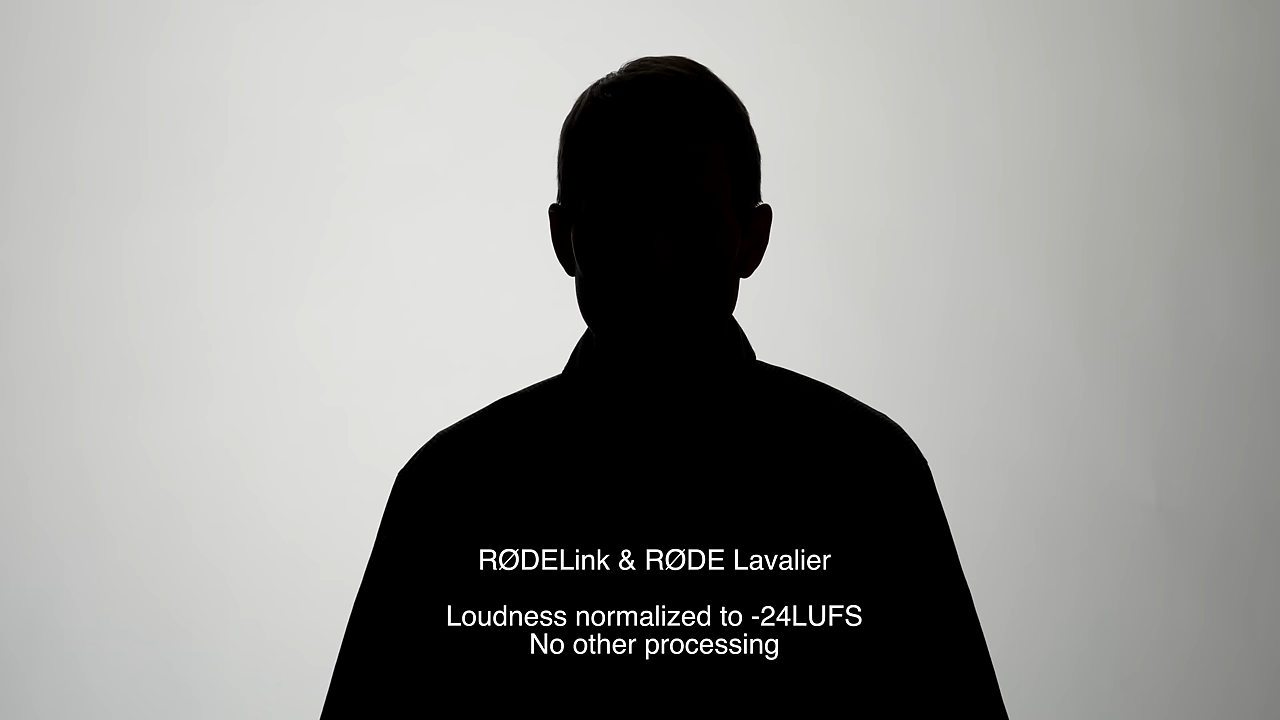 RØDELink & RØDE Lavalier
Loudness normalized to -24LUFS
No other processing